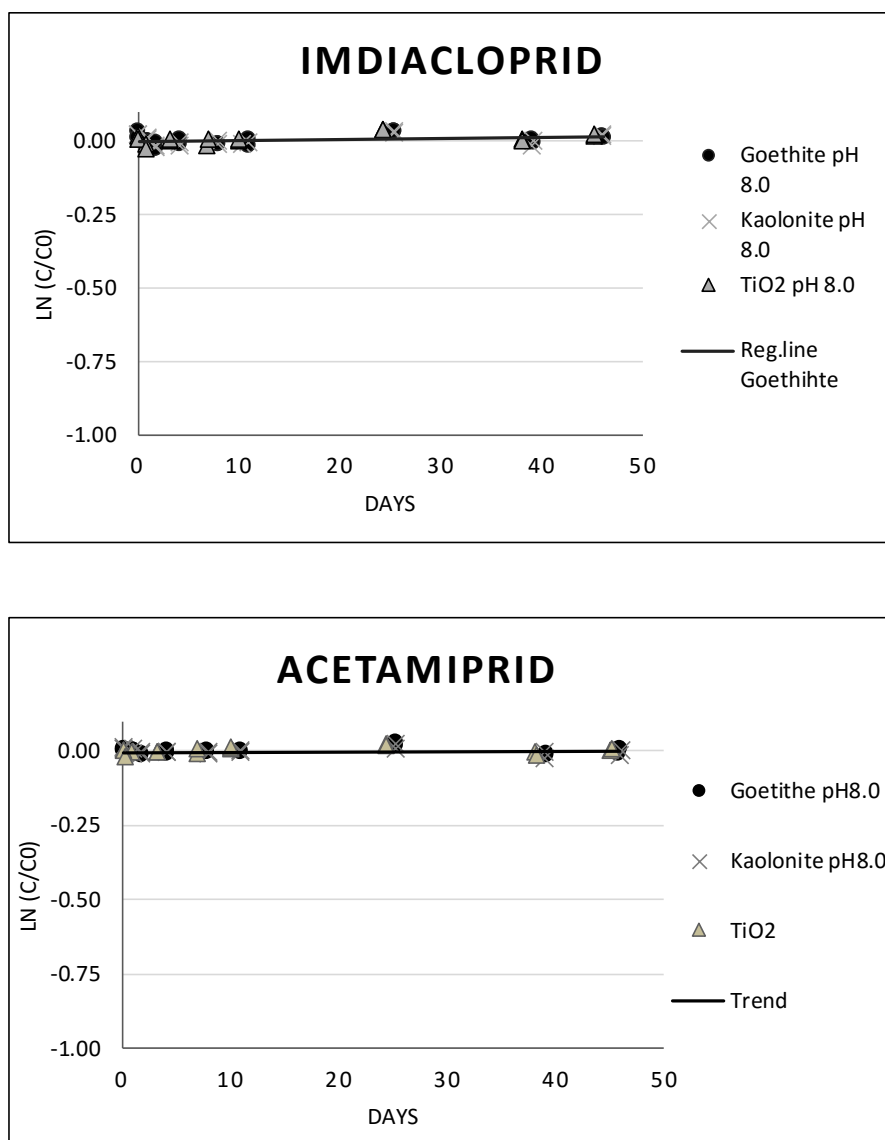 IMDIACLOPRID
0.00
-0.25
-0.50
-0.75
-1.00
LN (C/C0)
0 10 20 30 40 50
DAYS
Goethite pH
8.0
Kaolonite pH
8.0
TiO2 pH 8.0
Reg.line
Goethihte
ACETAMIPRID
0.00
-0.25
-0.50
-0.75
-1.00
LN (C/C0)
0 10 20 30 40 50
DAYS
Goetithe pH8.0
Kaolonite pH8.0
TiO2
Trend